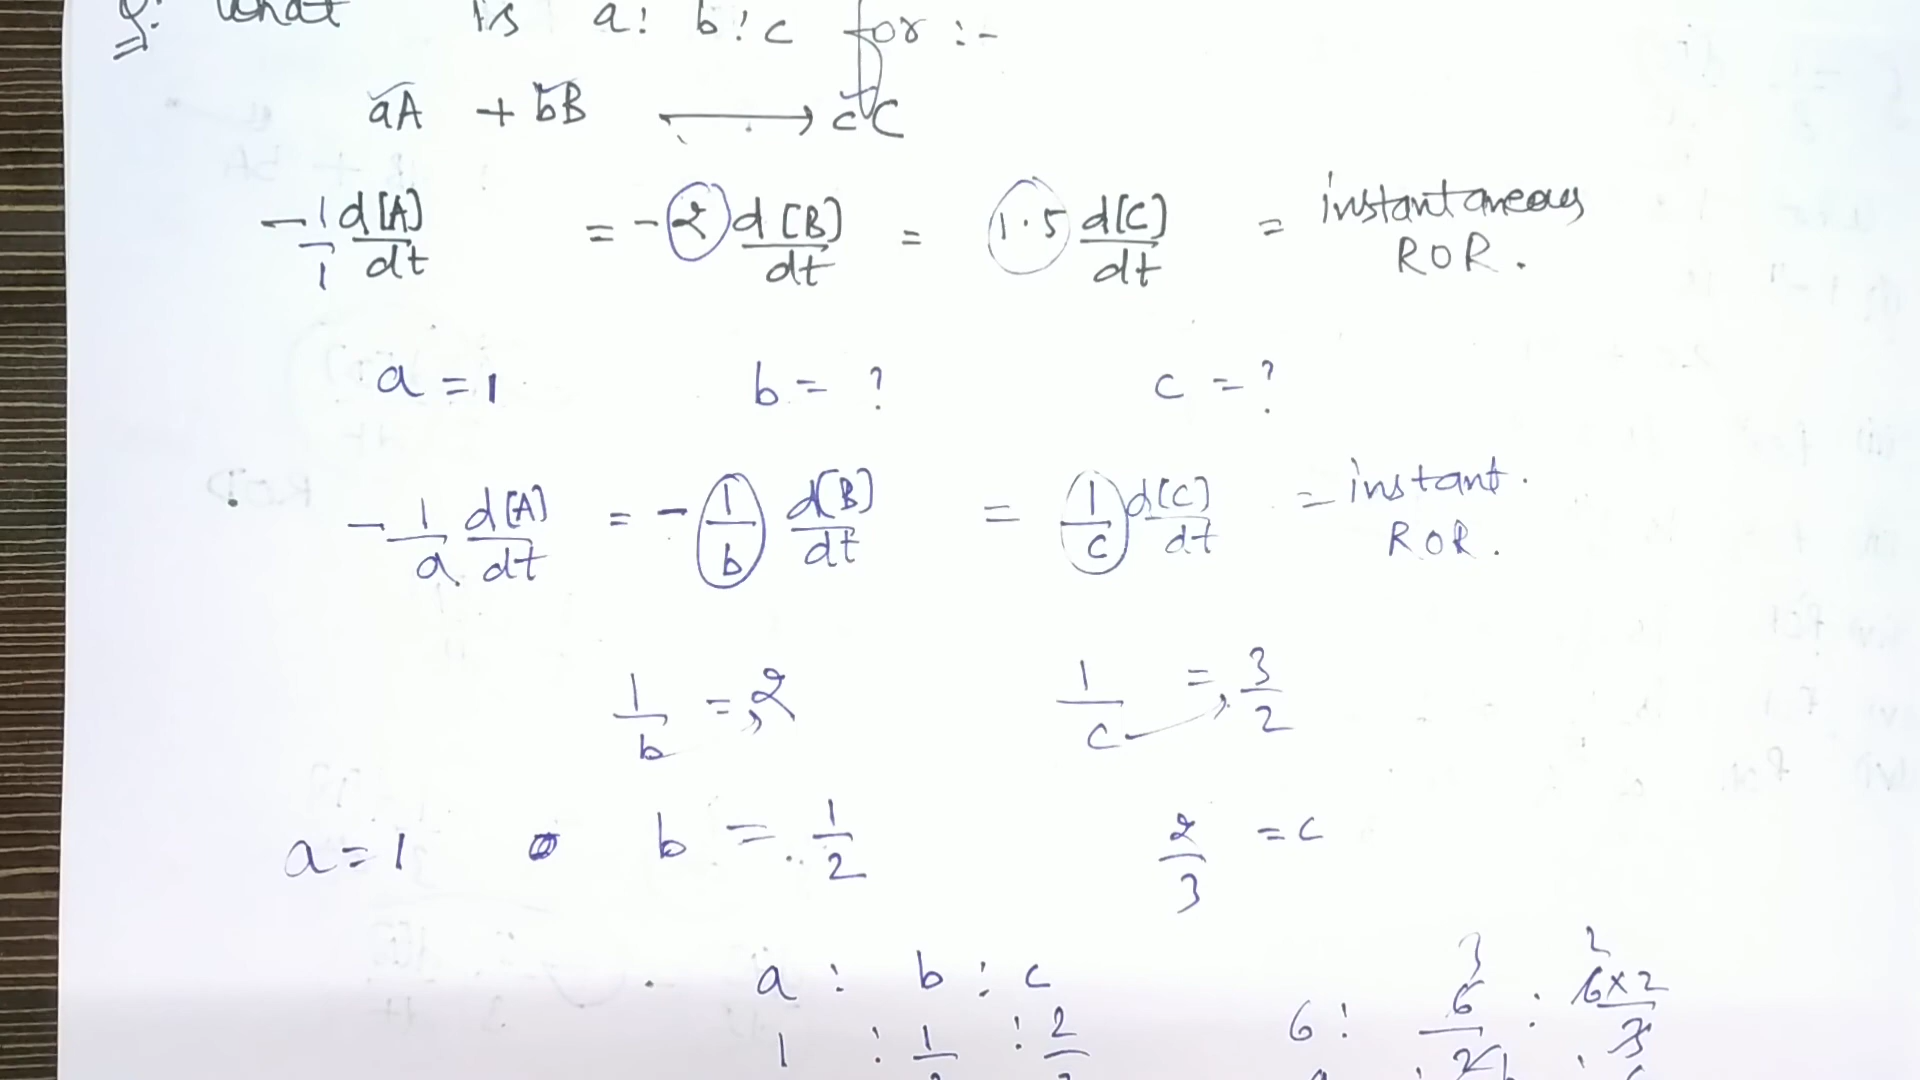 Q: What is a : b : c for :-
aA + bB ⟶ cC
- 1/1 d[A]/dt = - 2 d[B]/dt = 1.5 d[C]/dt = instantaneous ROR.
a = 1 b = ? c = ?
- 1/a d[A]/dt = - 1/b d[B]/dt = 1/c d[C]/dt = instant. ROR.
1/b = 2 1/c = 3/2
a = 1 b = 1/2 2/3 = c
a : b : c
1 : 1/2 : 2/3 6 : 6/2 : 6×2/3